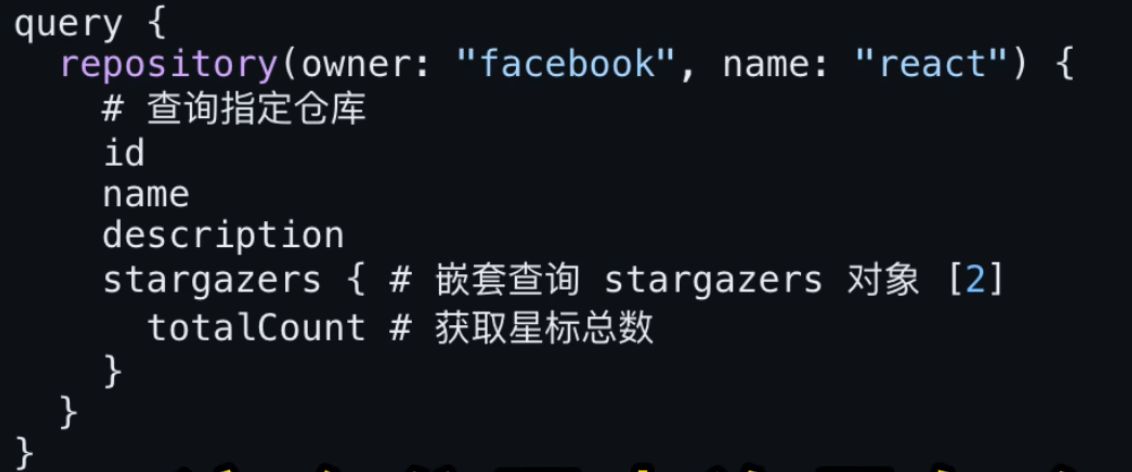 query {
  repository(owner: "facebook", name: "react") {
    # 查询指定仓库
    id
    name
    description
    stargazers { # 嵌套查询 stargazers 对象 [2]
      totalCount # 获取星标总数
    }
  }
}